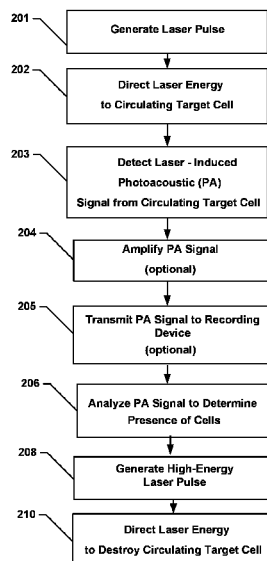 201
Generate Laser Pulse
202
Direct Laser Energy
to Circulating Target Cell
203
Detect Laser - Induced
Photoacoustic (PA)
Signal from Circulating Target Cell
204
Amplify PA Signal
(optional)
205
Transmit PA Signal to Recording
Device
(optional)
206
Analyze PA Signal to Determine
Presence of Cells
208
Generate High-Energy
Laser Pulse
210
Direct Laser Energy
to Destroy Circulating Target Cell